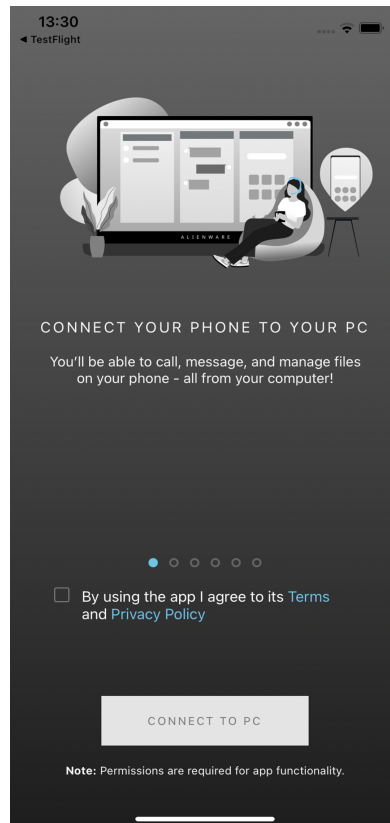 13:30
◀ TestFlight
ALIENWARE
CONNECT YOUR PHONE TO YOUR PC
You'll be able to call, message, and manage files
on your phone - all from your computer!
By using the app I agree to its Terms
and Privacy Policy
CONNECT TO PC
Note: Permissions are required for app functionality.